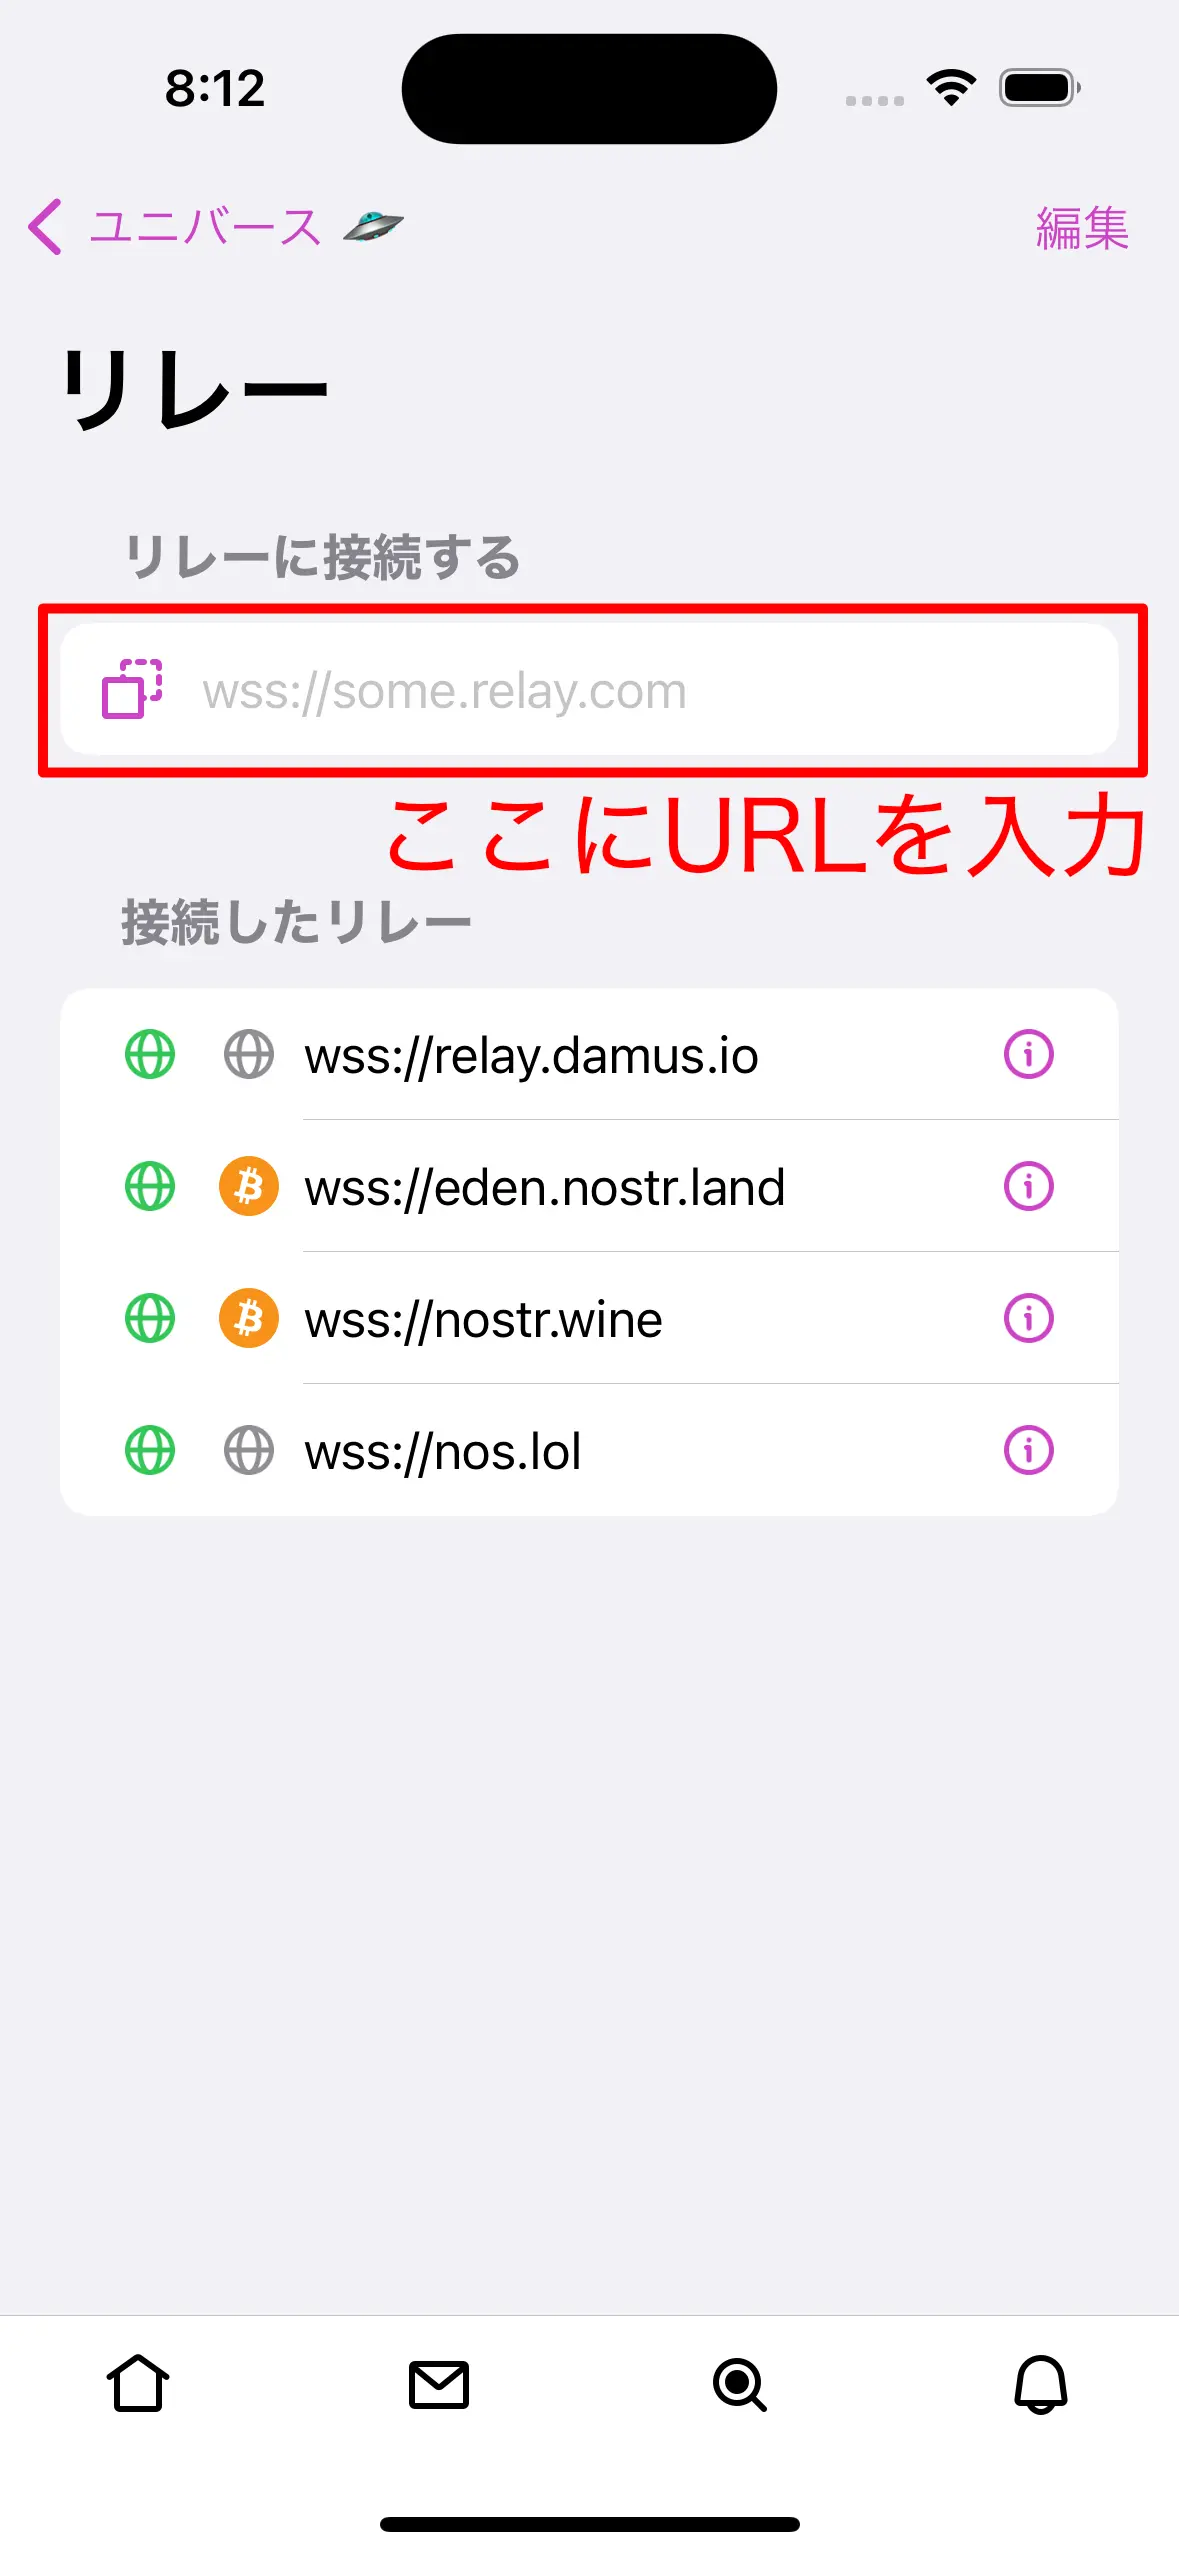 8:12
ユニバース 🛸
編集
リレー
リレーに接続する
wss://some.relay.com
ここにURLを入力
接続したリレー
wss://relay.damus.io
wss://eden.nostr.land
wss://nostr.wine
wss://nos.lol